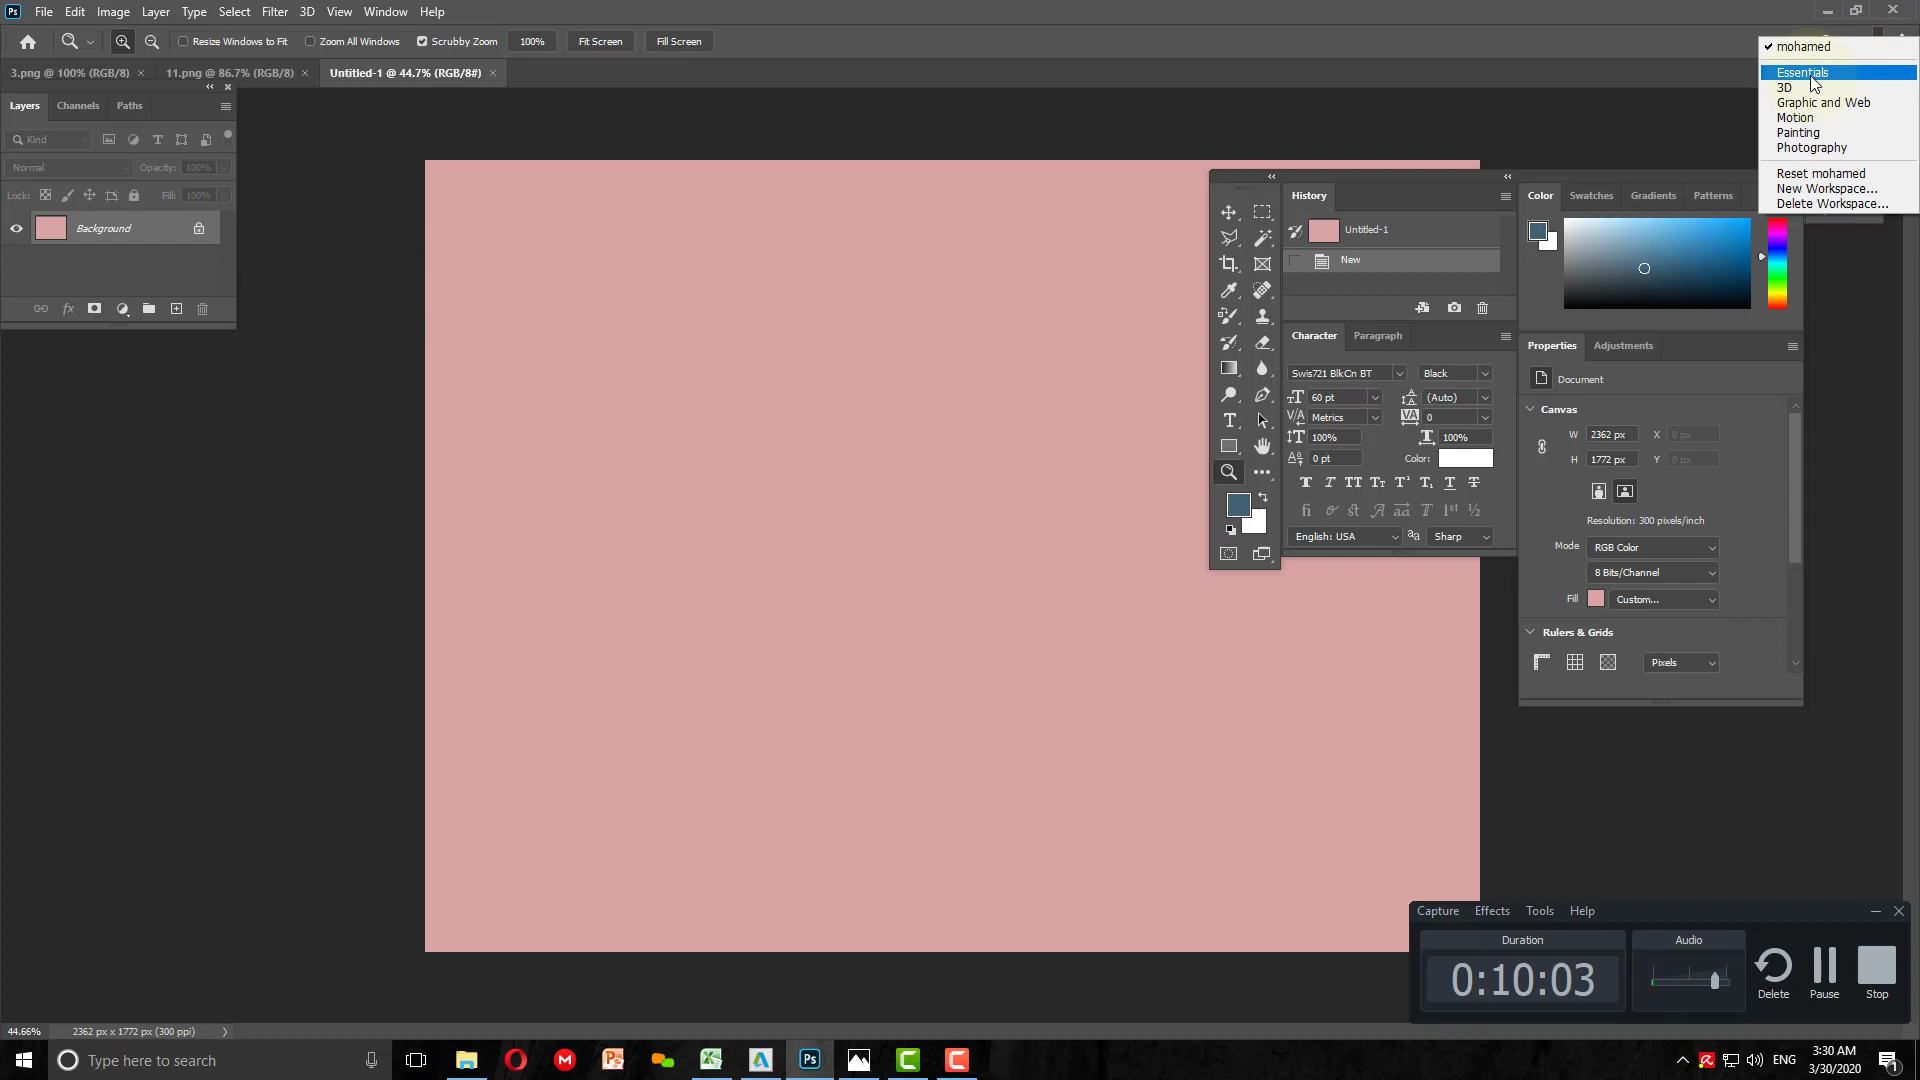 Ps File Edit Image Layer Type Select Filter 3D View Window Help
Resize Windows to Fit Zoom All Windows Scrubby Zoom 100% Fit Screen Fill Screen
3.png @ 100% (RGB/8) 11.png @ 86.7% (RGB/8) Untitled-1 @ 44.7% (RGB/8#)
mohamed
Essentials
3D
Graphic and Web
Motion
Painting
Photography
Reset mohamed
New Workspace...
Delete Workspace...
Layers Channels Paths
Kind
Normal Opacity: 100%
Lock: Fill: 100%
Background
History
Untitled-1
New
Character Paragraph
Swis721 BlkCn BT Black
60 pt (Auto)
Metrics 0
100% 100%
0 pt Color:
English: USA Sharp
Color Swatches Gradients Patterns
Properties Adjustments
Document
Canvas
W 2362 px X 0 px
H 1772 px Y 0 px
Resolution: 300 pixels/inch
Mode RGB Color
8 Bits/Channel
Fill Custom...
Rulers & Grids
Pixels
Capture Effects Tools Help
Duration Audio
0:10:03
Delete Pause Stop
44.66% 2362 px x 1772 px (300 ppi)
Type here to search
ENG
3:30 AM
3/30/2020